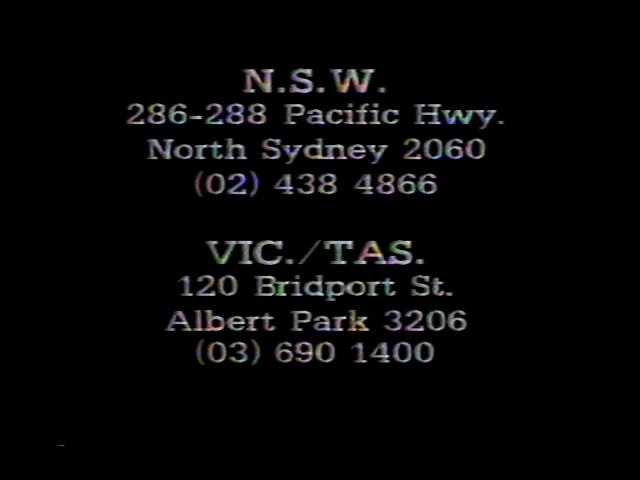 N.S.W.
286-288 Pacific Hwy.
North Sydney 2060
(02) 438 4866
VIC./TAS.
120 Bridport St.
Albert Park 3206
(03) 690 1400